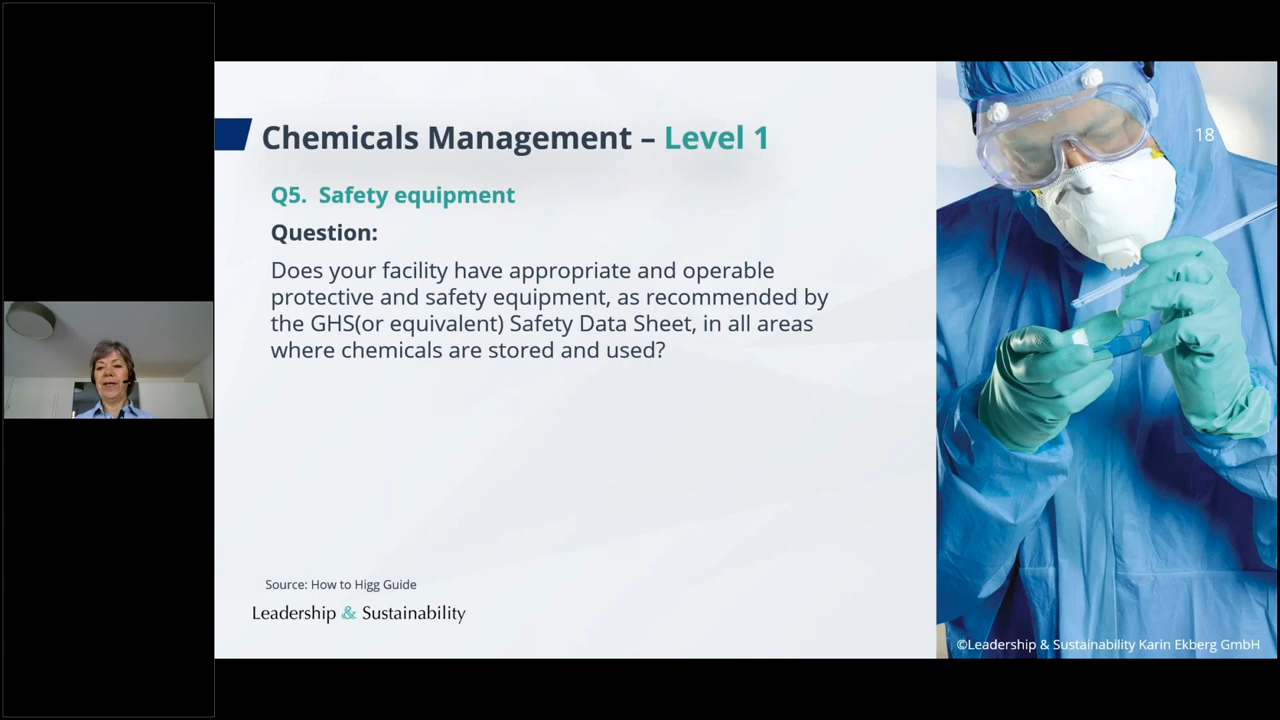 Chemicals Management – Level 1
18
Q5. Safety equipment
Question:
Does your facility have appropriate and operable
protective and safety equipment, as recommended by
the GHS(or equivalent) Safety Data Sheet, in all areas
where chemicals are stored and used?
Source: How to Higg Guide
Leadership & Sustainability
©Leadership & Sustainability Karin Ekberg GmbH